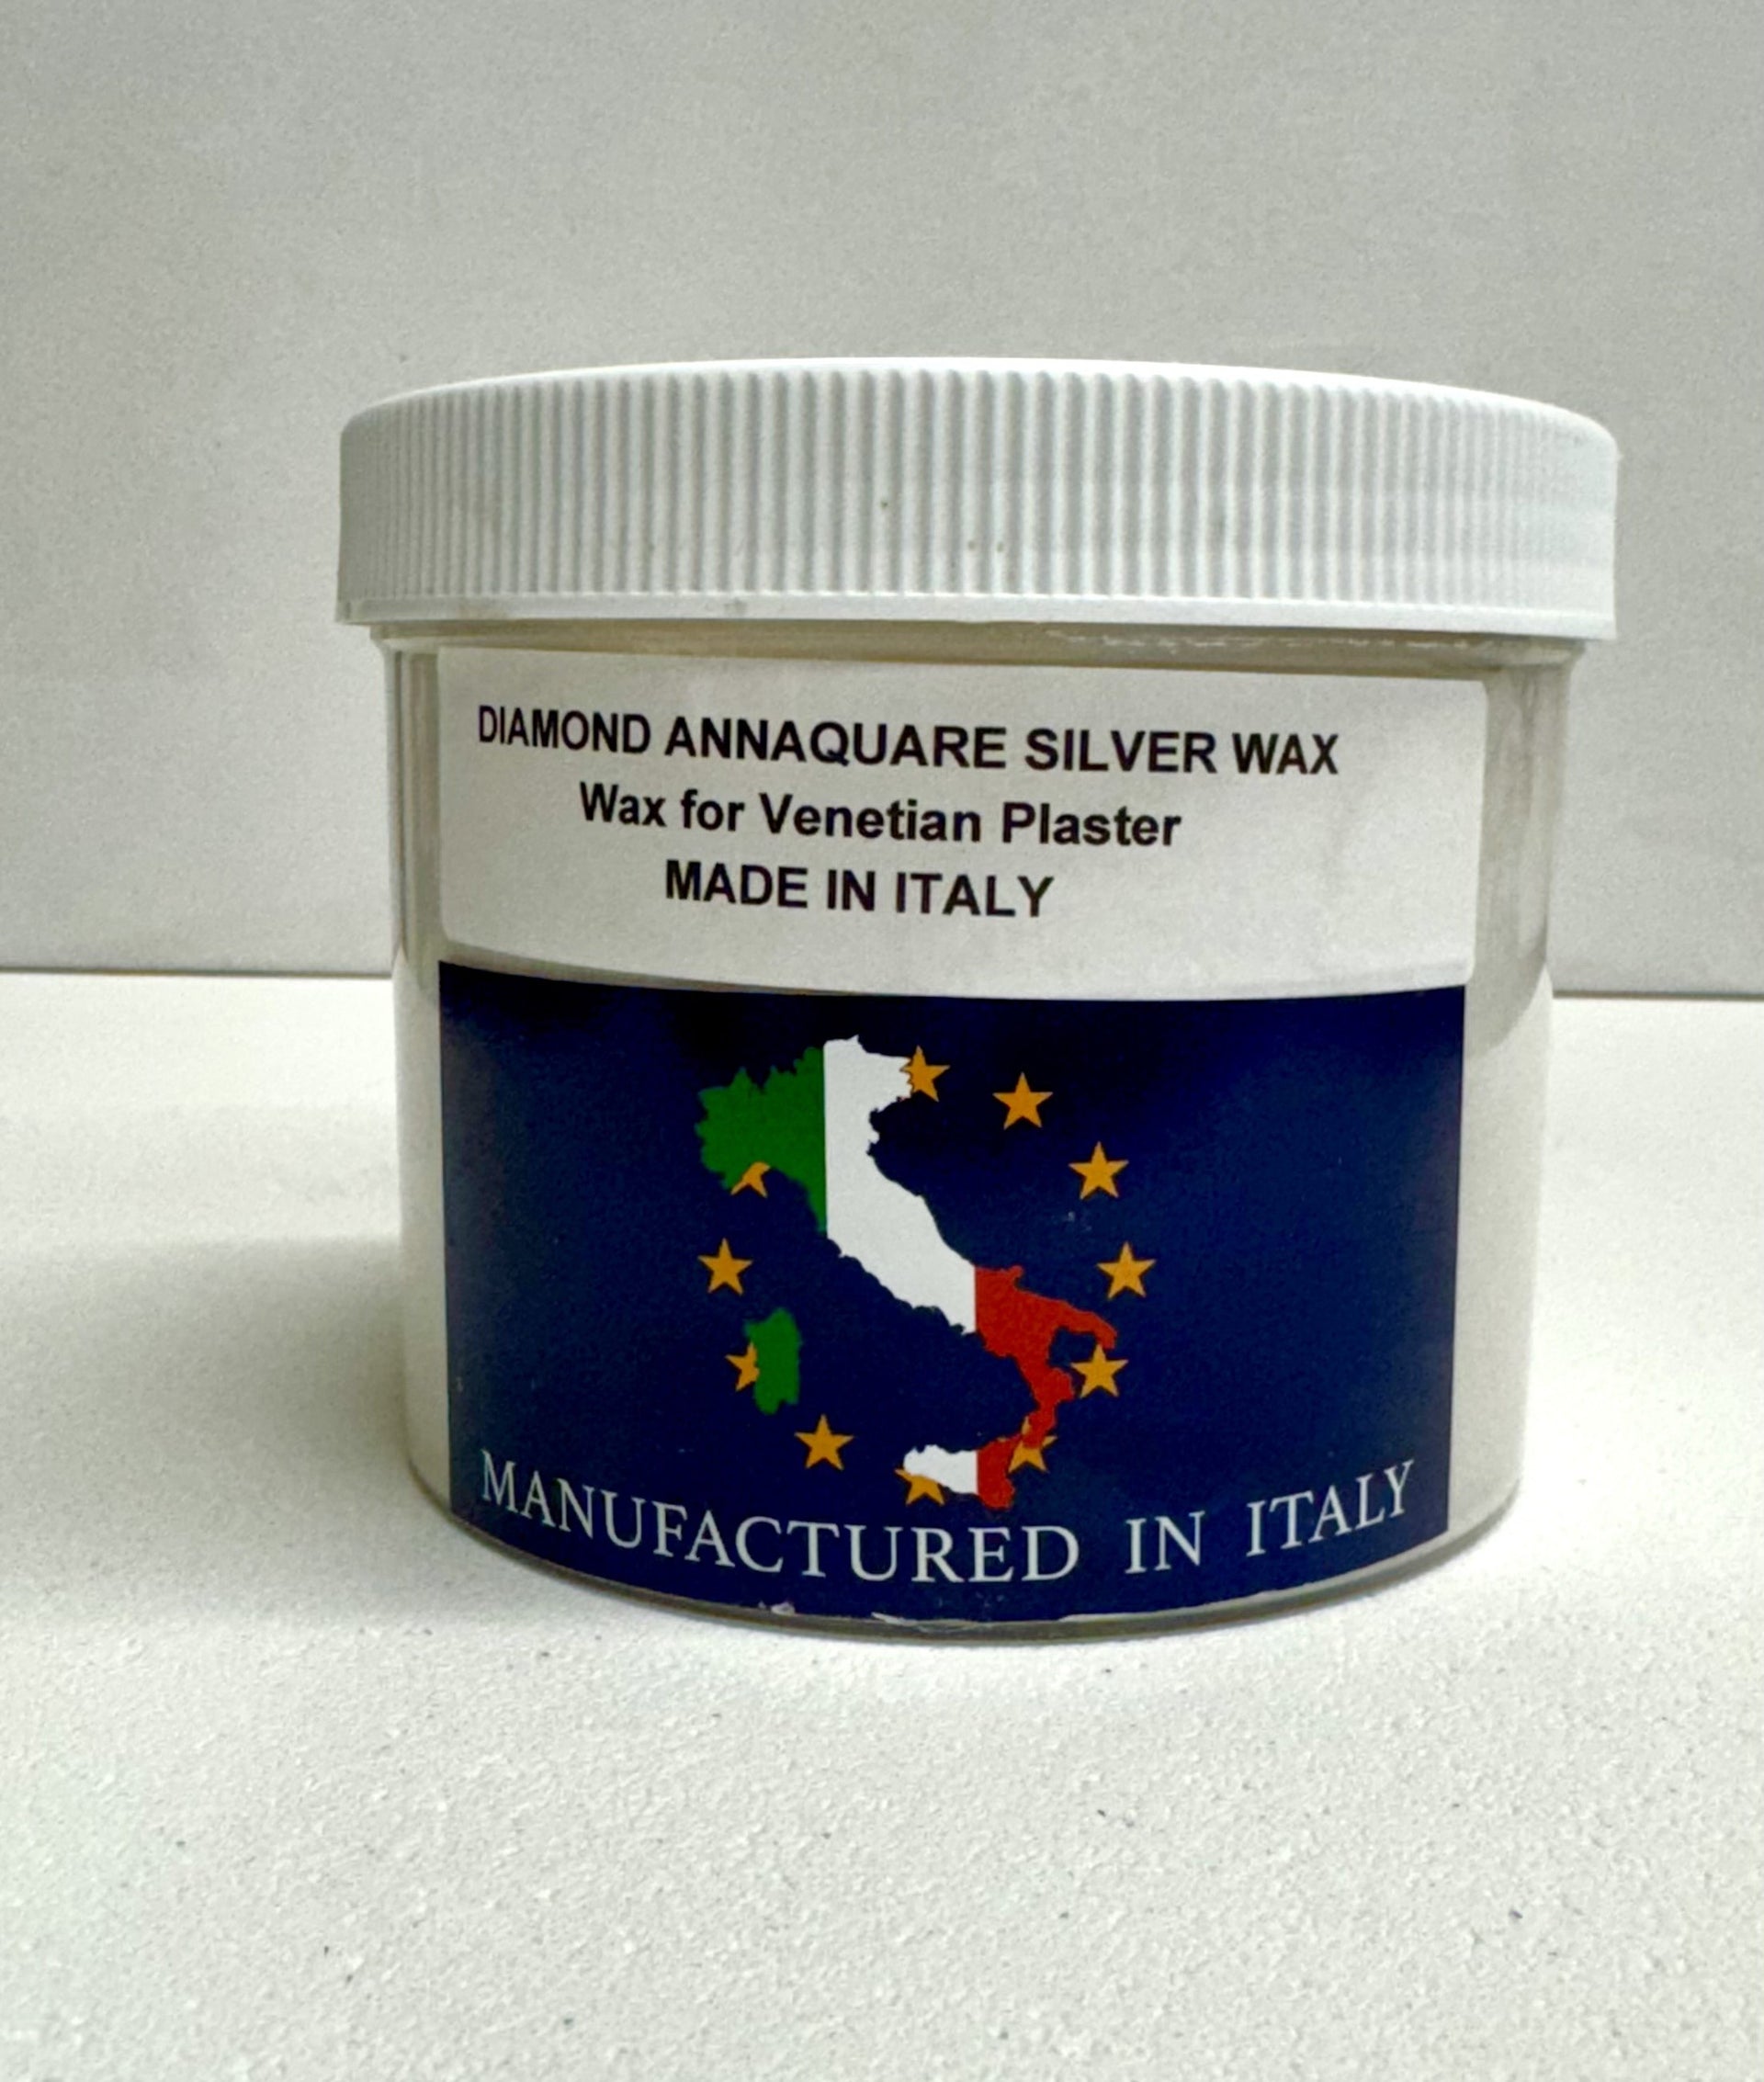 DIAMOND ANNAQUARE SILVER WAX
Wax for Venetian Plaster
MADE IN ITALY
MANUFACTURED IN ITALY